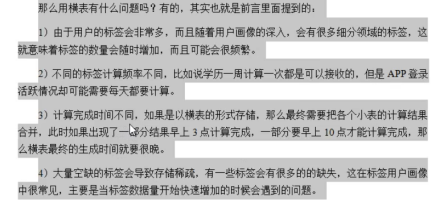 那么用横表有什么问题吗？有的，其实也就是前言里面提到的：
1）由于用户的标签会非常多，而且随着用户画像的深入，会有很多细分领域的标签，这
就意味着标签的数量会随时增加，而且可能会很频繁。
2）不同的标签计算频率不同，比如说学历一周计算一次都是可以接收的，但是 APP 登录
活跃情况却可能需要每天都要计算。
3）计算完成时间不同，如果是以横表的形式存储，那么最终需要把各个小表的计算结果
合并，此时如果出现了一部分结果早上 3 点计算完成，一部分要早上 10 点才能计算完成，那
么横表最终的生成时间就要很晚。
4）大量空缺的标签会导致存储稀疏，有一些标签会有很多的的缺失，这在标签用户画像
中很常见，主要是当标签数据量开始快速增加的时候会遇到的问题。